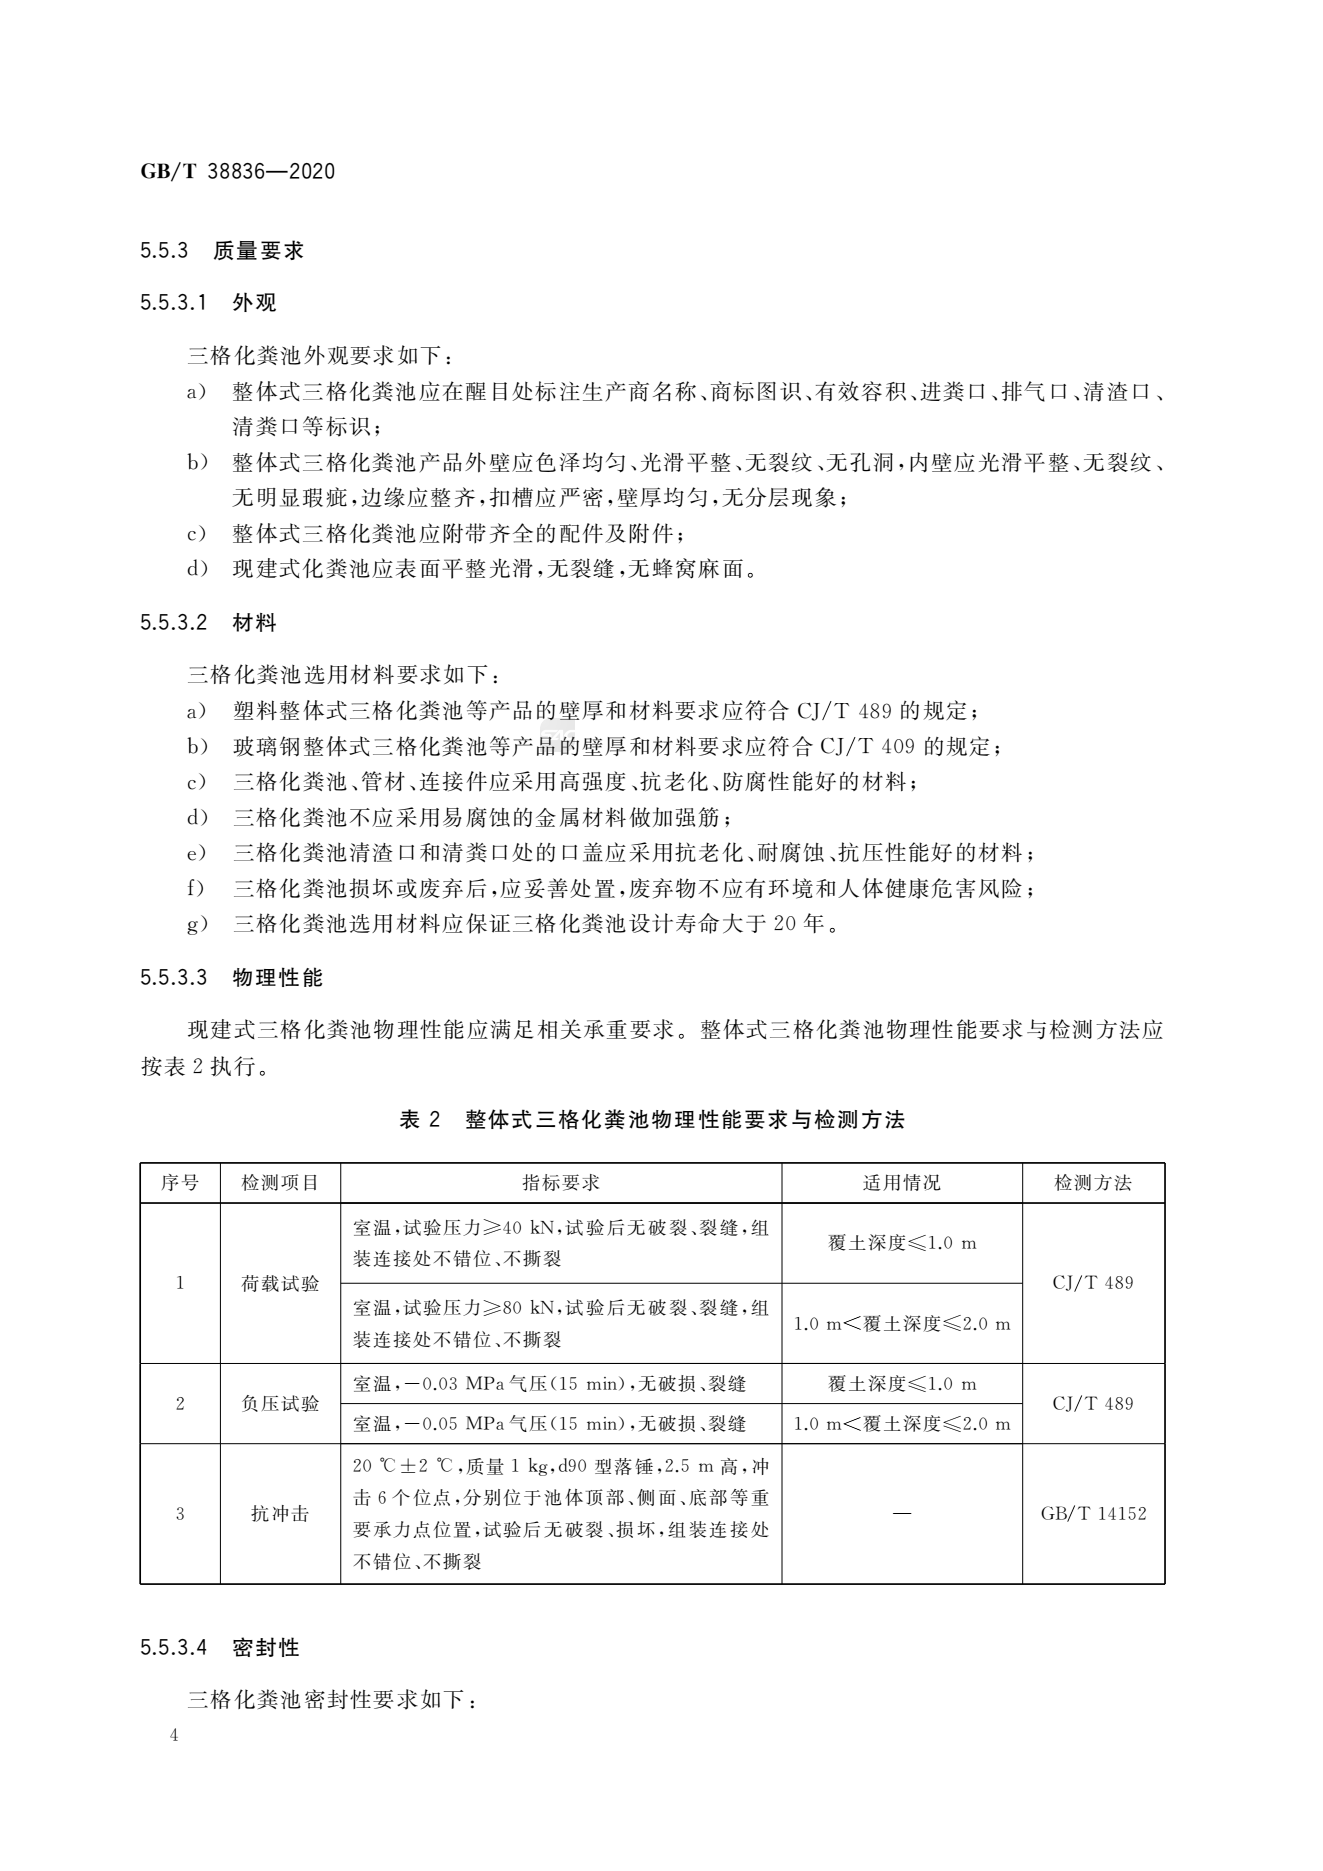 GB/T 38836—2020
5.5.3 质量要求
5.5.3.1 外观
三格化粪池外观要求如下：
a) 整体式三格化粪池应在醒目处标注生产商名称、商标图识、有效容积、进粪口、排气口、清渣口、
清粪口等标识；
b) 整体式三格化粪池产品外壁应色泽均匀、光滑平整、无裂纹、无孔洞，内壁应光滑平整、无裂纹、
无明显瑕疵，边缘应整齐，扣槽应严密，壁厚均匀，无分层现象；
c) 整体式三格化粪池应附带齐全的配件及附件；
d) 现建式化粪池应表面平整光滑，无裂缝，无蜂窝麻面。
5.5.3.2 材料
三格化粪池选用材料要求如下：
a) 塑料整体式三格化粪池等产品的壁厚和材料要求应符合 CJ/T 489 的规定；
b) 玻璃钢整体式三格化粪池等产品的壁厚和材料要求应符合 CJ/T 409 的规定；
c) 三格化粪池、管材、连接件应采用高强度、抗老化、防腐性能好的材料；
d) 三格化粪池不应采用易腐蚀的金属材料做加强筋；
e) 三格化粪池清渣口和清粪口处的口盖应采用抗老化、耐腐蚀、抗压性能好的材料；
f) 三格化粪池损坏或废弃后，应妥善处置，废弃物不应有环境和人体健康危害风险；
g) 三格化粪池选用材料应保证三格化粪池设计寿命大于 20 年。
5.5.3.3 物理性能
现建式三格化粪池物理性能应满足相关承重要求。整体式三格化粪池物理性能要求与检测方法应
按表 2 执行。
表 2 整体式三格化粪池物理性能要求与检测方法
序号 检测项目 指标要求 适用情况 检测方法
1 荷载试验 室温，试验压力≥40 kN，试验后无破裂、裂缝，组
装连接处不错位、不撕裂 覆土深度≤1.0 m CJ/T 489
室温，试验压力≥80 kN，试验后无破裂、裂缝，组
装连接处不错位、不撕裂 1.0 m＜覆土深度≤2.0 m
2 负压试验 室温，－0.03 MPa 气压(15 min)，无破损、裂缝 覆土深度≤1.0 m CJ/T 489
室温，－0.05 MPa 气压(15 min)，无破损、裂缝 1.0 m＜覆土深度≤2.0 m
3 抗冲击 20 ℃±2 ℃，质量 1 kg，d90 型落锤，2.5 m 高，冲
击 6 个位点，分别位于池体顶部、侧面、底部等重
要承力点位置，试验后无破裂、损坏，组装连接处
不错位、不撕裂 — GB/T 14152
5.5.3.4 密封性
三格化粪池密封性要求如下：
4